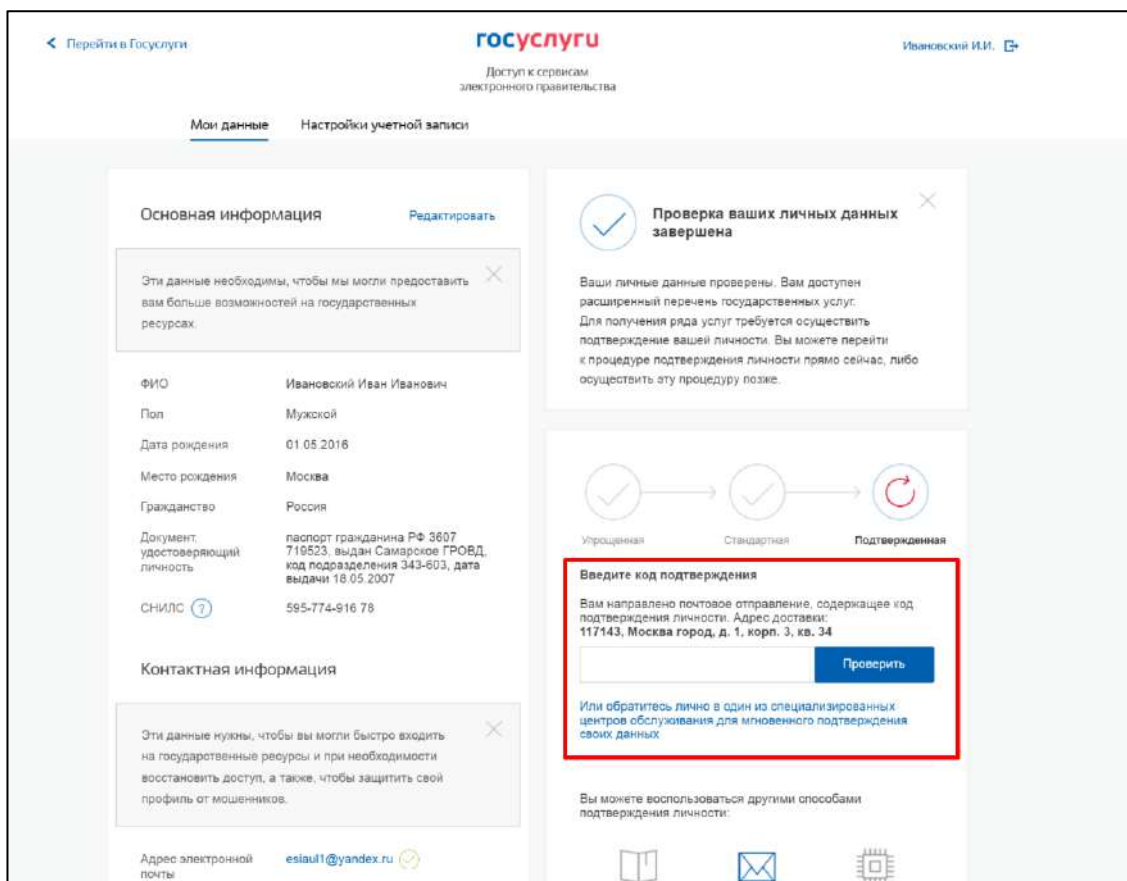 Перейти в Госуслуги
госуслуги
Ивановский И.И.
Доступ к сервисам
электронного правительства
Мои данные
Настройки учетной записи
Основная информация
Редактировать
Эти данные необходимы, чтобы мы могли предоставить
вам больше возможностей на государственных
ресурсах.
ФИО
Ивановский Иван Иванович
Пол
Мужской
Дата рождения
01.05.2016
Место рождения
Москва
Гражданство
Россия
Документ,
удостоверяющий
личность
паспорт гражданина РФ 3607
719523, выдан Самарское ГРОВД,
код подразделения 343-603, дата
выдачи 18.05.2007
СНИЛС ?
595-774-916 78
Контактная информация
Эти данные нужны, чтобы вы могли быстро входить
на государственные ресурсы и при необходимости
восстановить доступ, а также, чтобы защитить свой
профиль от мошенников.
Адрес электронной
почты
esiaul1@yandex.ru
Проверка ваших личных данных
завершена
Ваши личные данные проверены. Вам доступен
расширенный перечень государственных услуг.
Для получения ряда услуг требуется осуществить
подтверждение вашей личности. Вы можете перейти
к процедуре подтверждения личности прямо сейчас, либо
осуществить эту процедуру позже.
Упрощенная
Стандартная
Подтвержденная
Введите код подтверждения
Вам направлено почтовое отправление, содержащее код
подтверждения личности. Адрес доставки:
117143, Москва город, д. 1, корп. 3, кв. 34
Проверить
Или обратитесь лично в один из специализированных
центров обслуживания для мгновенного подтверждения
своих данных
Вы можете воспользоваться другими способами
подтверждения личности: